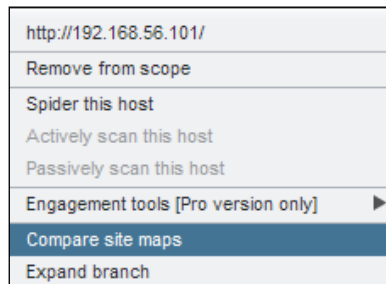 http://192.168.56.101/
Remove from scope
Spider this host
Actively scan this host
Passively scan this host
Engagement tools [Pro version only]
Compare site maps
Expand branch